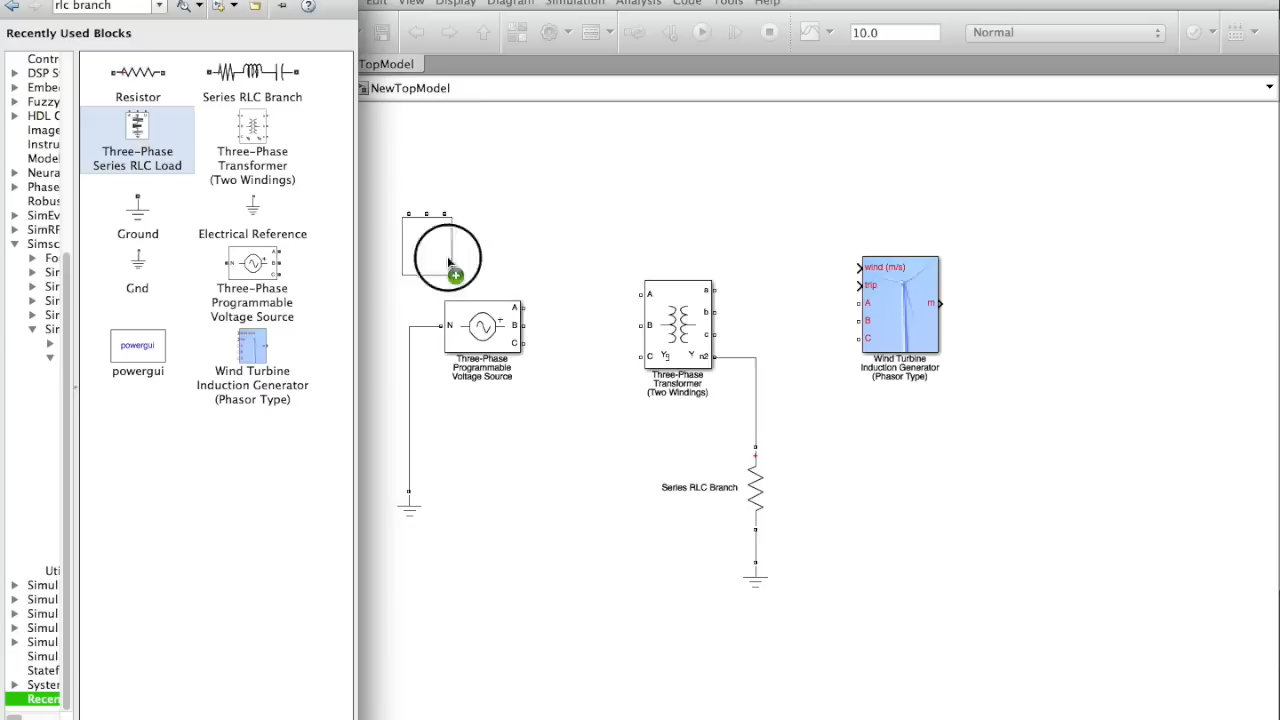 rlc branch
Edit View Display Diagram Simulation Analysis Code Tools Help
Recently Used Blocks
10.0
Normal
TopModel
NewTopModel
Contr
DSP S
Embe
Fuzzy
HDL C
Image
Instru
Mode
Neura
Phase
Robus
SimEv
SimRF
Simsc
Fo
Sir
Sir
Sir
Sir
Sir
Uti
Simul
Simul
Simul
Simul
Simul
Simul
Statef
Syster
Recen
Resistor
Series RLC Branch
Three-Phase
Series RLC Load
Three-Phase
Transformer
(Two Windings)
Ground
Electrical Reference
Gnd
N
A
B
C
Three-Phase
Programmable
Voltage Source
powergui
powergui
Wind Turbine
Induction Generator
(Phasor Type)
N
A
B
C
Three-Phase
Programmable
Voltage Source
A
B
C
a
b
c
Yg
Y
n2
Three-Phase
Transformer
(Two Windings)
wind (m/s)
trip
A
B
C
m
Wind Turbine
Induction Generator
(Phasor Type)
+
Series RLC Branch